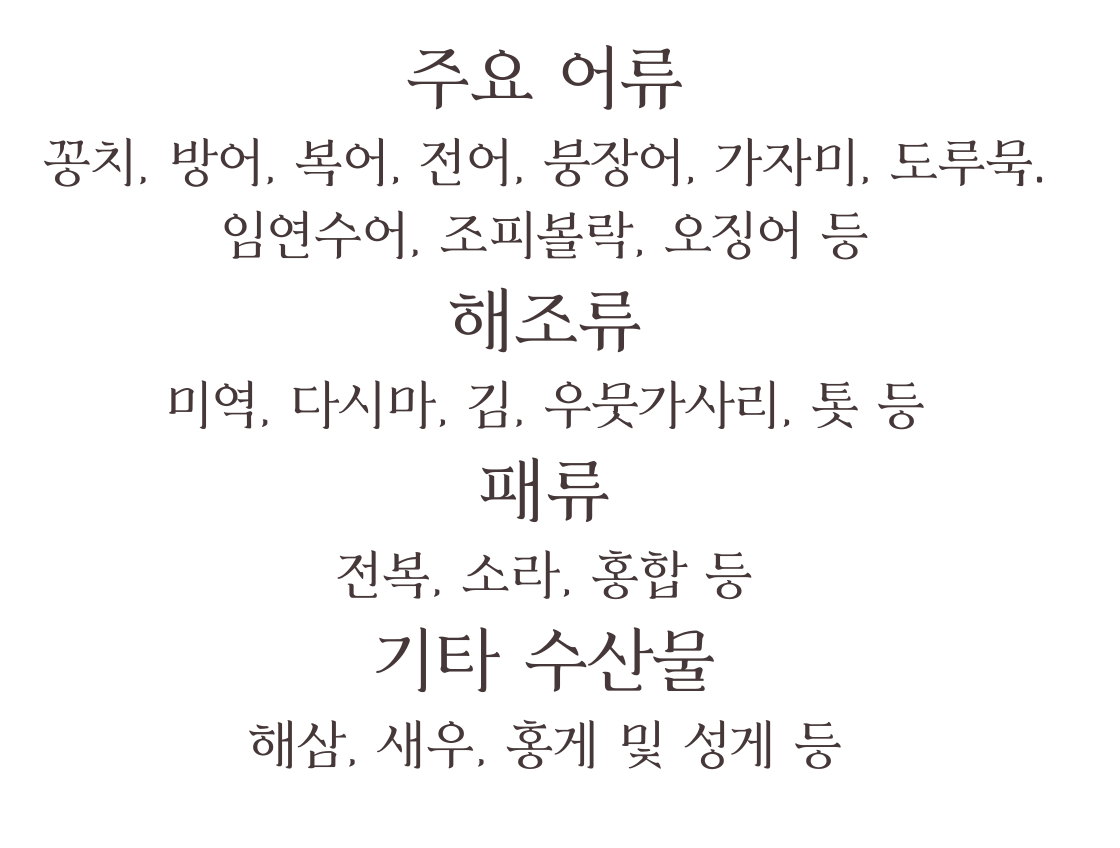 주요 어류
꽁치, 방어, 복어, 전어, 붕장어, 가자미, 도루묵.
임연수어, 조피볼락, 오징어 등
해조류
미역, 다시마, 김, 우뭇가사리, 톳 등
패류
전복, 소라, 홍합 등
기타 수산물
해삼, 새우, 홍게 및 성게 등